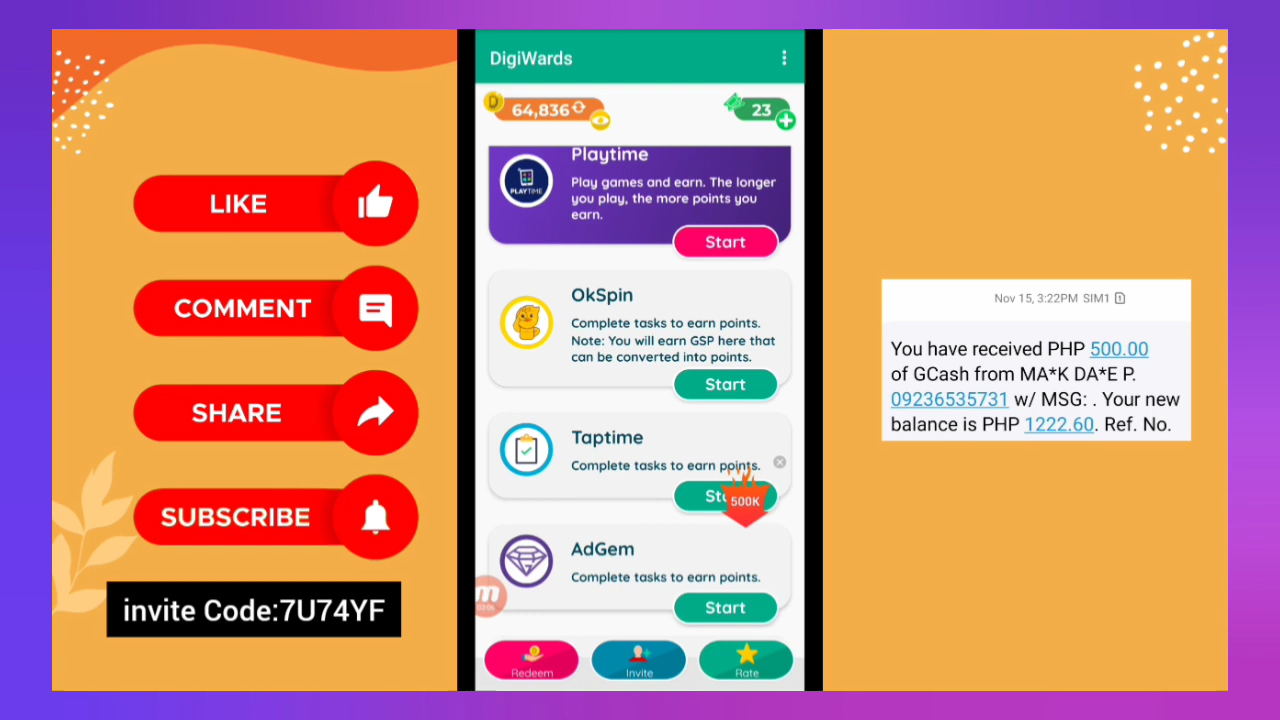 LIKE
COMMENT
SHARE
SUBSCRIBE
invite Code:7U74YF
DigiWards
D
64,836
23
Playtime
PLAYTIME
Play games and earn. The longer
you play, the more points you
earn.
Start
OkSpin
Complete tasks to earn points.
Note: You will earn GSP here that
can be converted into points.
Start
Taptime
Complete tasks to earn points.
500K
AdGem
Complete tasks to earn points.
03:06
Start
Redeem
Invite
Rate
Nov 15, 3:22PM SIM1 1
You have received PHP 500.00
of GCash from MA*K DA*E P.
09236535731 w/ MSG: . Your new
balance is PHP 1222.60. Ref. No.